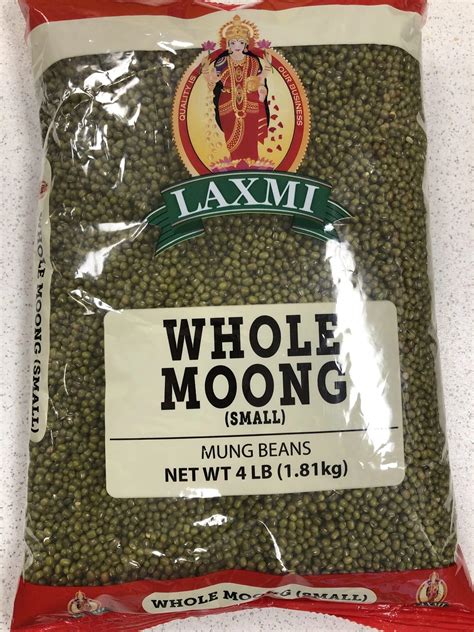 QUALITY IS OUR BUSINESS
LAXMI
WHOLE
MOONG
(SMALL)
MUNG BEANS
NET WT 4 LB (1.81kg)
WHOLE MOONG (SMALL)
WHOLE MOONG (SMALL)